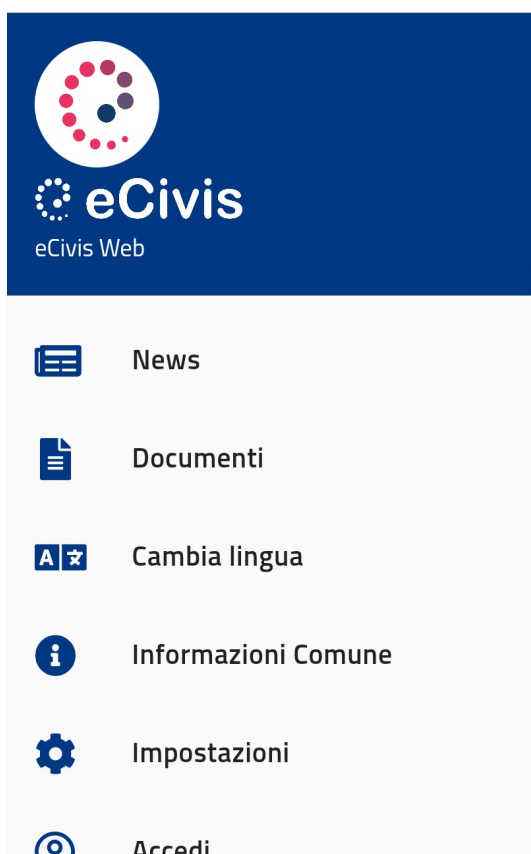 eCivis
eCivis Web
News
Documenti
Cambia lingua
Informazioni Comune
Impostazioni
Accedi